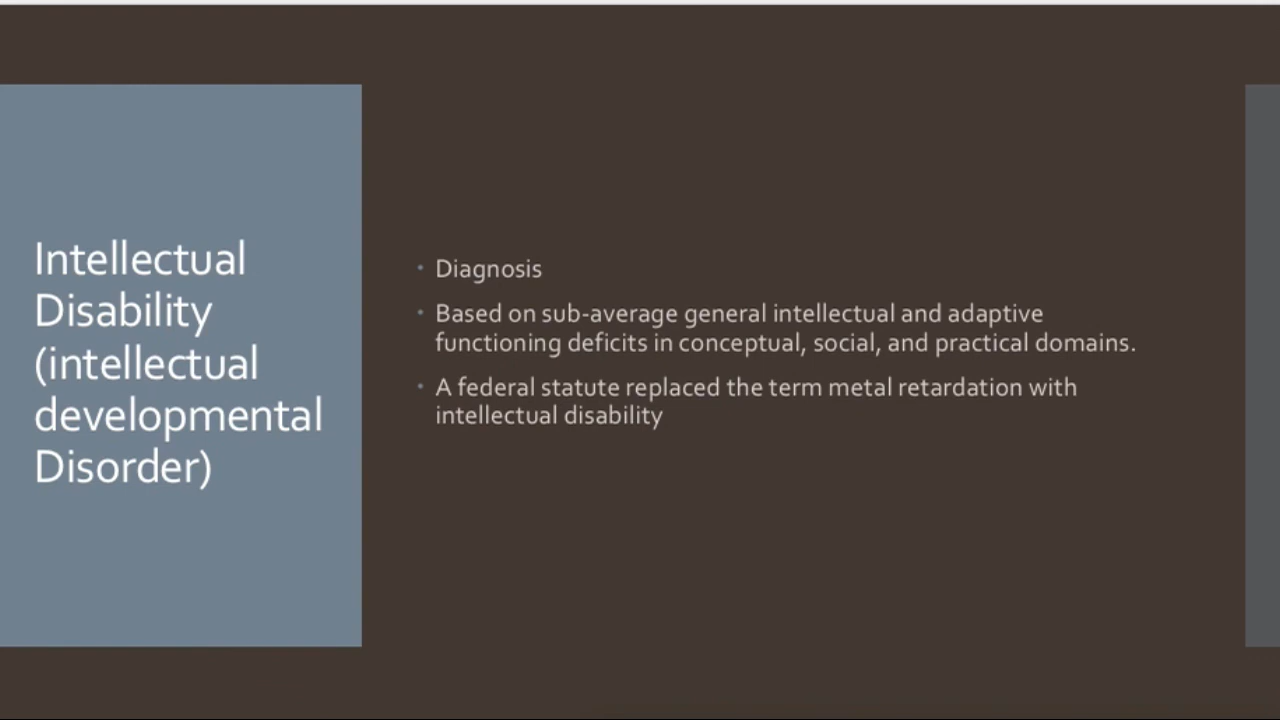 Intellectual
Disability
(intellectual
developmental
Disorder)
• Diagnosis
• Based on sub-average general intellectual and adaptive
functioning deficits in conceptual, social, and practical domains.
• A federal statute replaced the term metal retardation with
intellectual disability